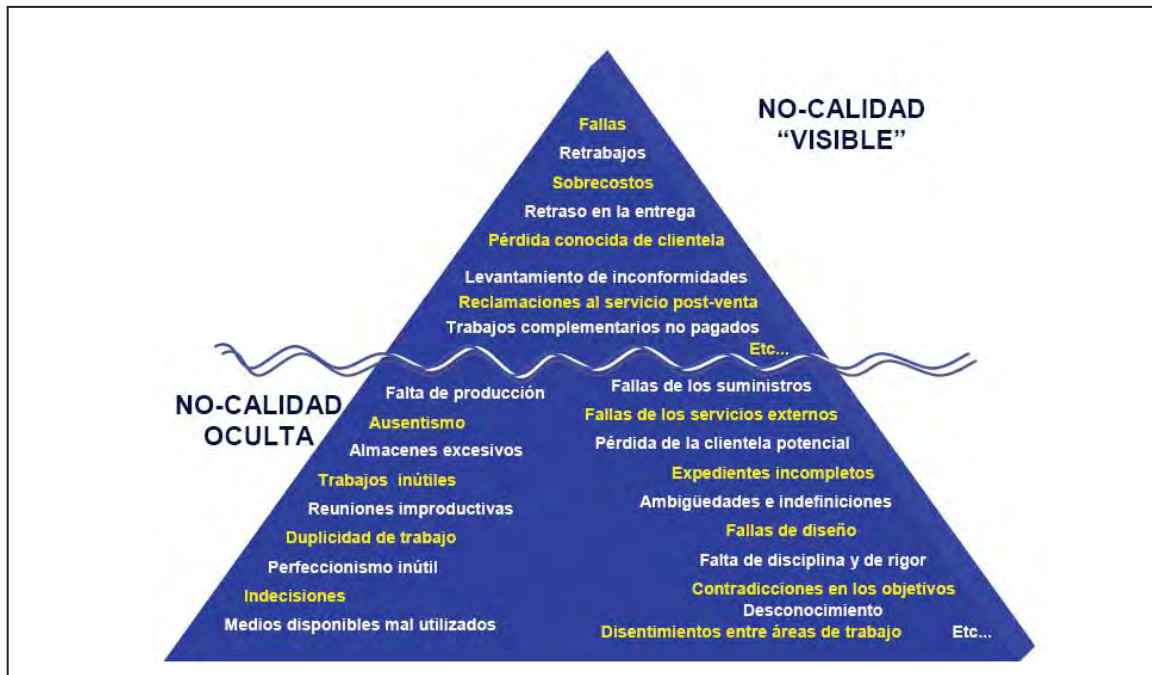 NO-CALIDAD
“VISIBLE”
Fallas
Retrabajos
Sobrecostos
Retraso en la entrega
Pérdida conocida de clientela
Levantamiento de inconformidades
Reclamaciones al servicio post-venta
Trabajos complementarios no pagados
Etc...
NO-CALIDAD
OCULTA
Falta de producción
Ausentismo
Almacenes excesivos
Trabajos inútiles
Reuniones improductivas
Duplicidad de trabajo
Perfeccionismo inútil
Indecisiones
Medios disponibles mal utilizados
Fallas de los suministros
Fallas de los servicios externos
Pérdida de la clientela potencial
Expedientes incompletos
Ambigüedades e indefiniciones
Fallas de diseño
Falta de disciplina y de rigor
Contradicciones en los objetivos
Desconocimiento
Disentimientos entre áreas de trabajo
Etc...